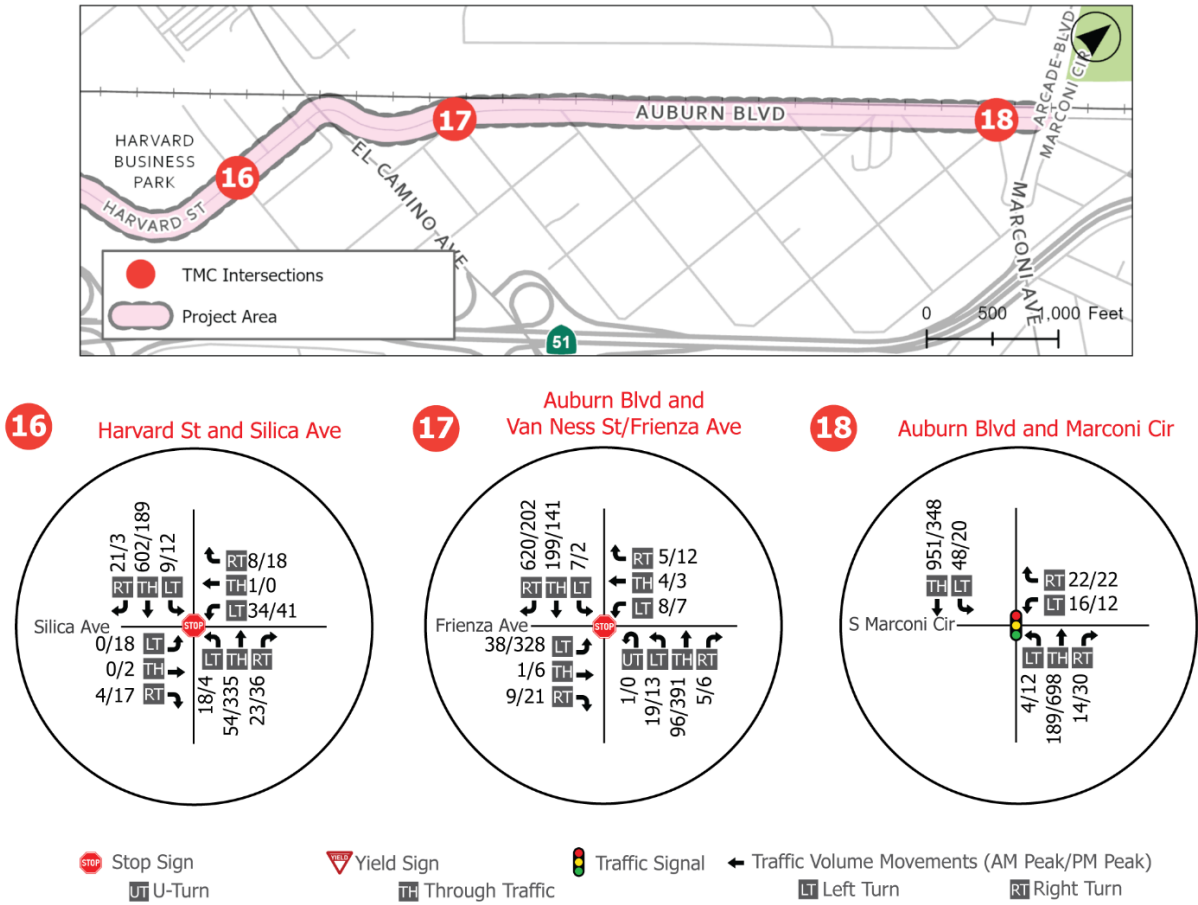 HARVARD
BUSINESS
PARK
HARVARD ST
16
17
EL CAMINO AVE
AUBURN BLVD
18
ARCADE-BLVD-
MARCONI CIR
MARCONI AVE
51
0 500 1,000 Feet
TMC Intersections
Project Area
16
Harvard St and Silica Ave
21/3 602/189 9/12
RT TH LT
RT 8/18
TH 1/0
LT 34/41
Silica Ave
STOP
0/18 LT
0/2 TH
4/17 RT
LT TH RT
18/4 54/335 23/36
17
Auburn Blvd and
Van Ness St/Frienza Ave
620/202 199/141 7/2
RT TH LT
RT 5/12
TH 4/3
LT 8/7
Frienza Ave
STOP
38/328 LT
1/6 TH
9/21 RT
UT LT TH RT
1/0 19/13 96/391 5/6
18
Auburn Blvd and Marconi Cir
951/348 48/20
TH LT
RT 22/22
LT 16/12
S Marconi Cir
LT TH RT
4/12 189/698 14/30
STOP Stop Sign
YIELD Yield Sign
Traffic Signal
Traffic Volume Movements (AM Peak/PM Peak)
UT U-Turn
TH Through Traffic
LT Left Turn
RT Right Turn